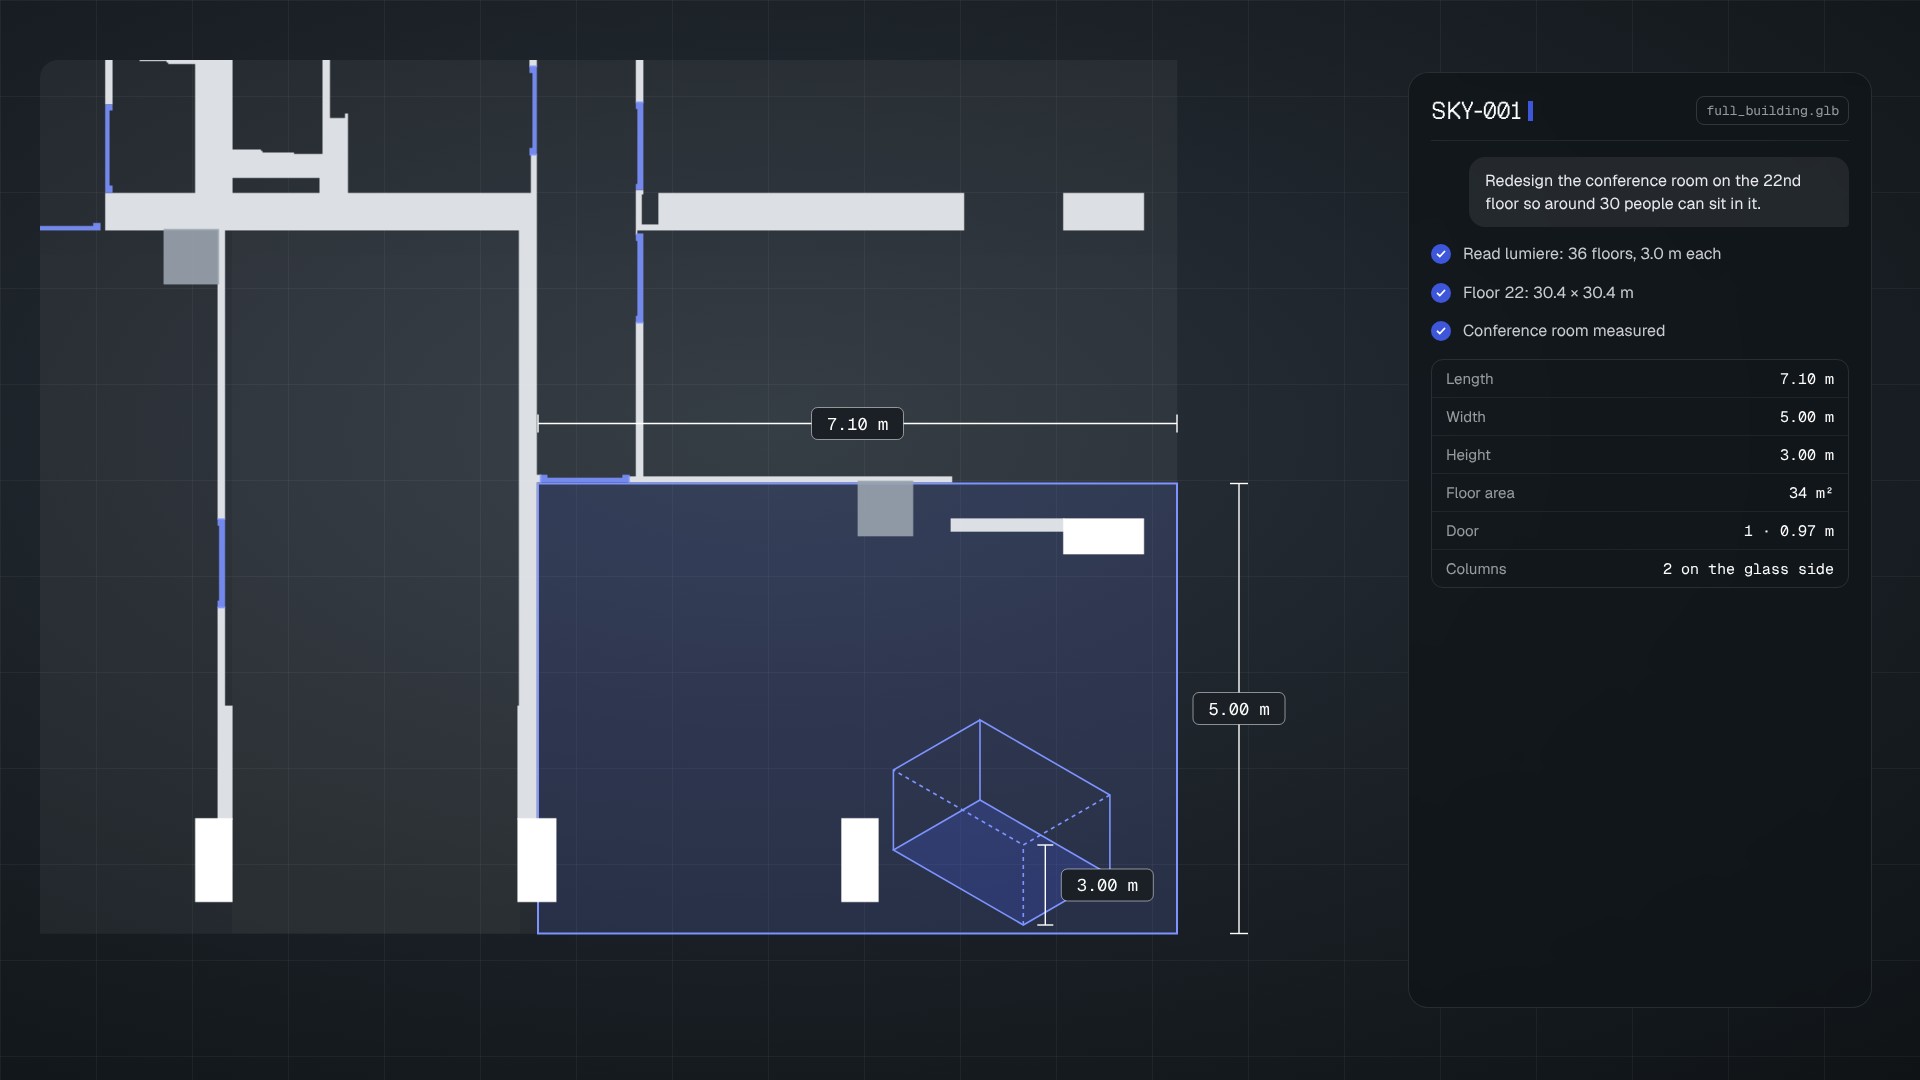 SKY-001
full_building.glb
Redesign the conference room on the 22nd
floor so around 30 people can sit in it.
Read lumiere: 36 floors, 3.0 m each
Floor 22: 30.4 × 30.4 m
Conference room measured
Length 7.10 m
Width 5.00 m
Height 3.00 m
Floor area 34 m²
Door 1 · 0.97 m
Columns 2 on the glass side
7.10 m
5.00 m
3.00 m